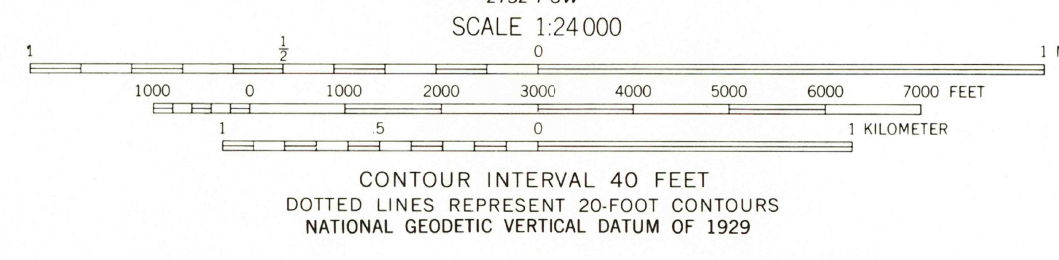 SCALE 1:24 000
1 1/2 0 1
1000 0 1000 2000 3000 4000 5000 6000 7000 FEET
1 .5 0 1 KILOMETER
CONTOUR INTERVAL 40 FEET
DOTTED LINES REPRESENT 20-FOOT CONTOURS
NATIONAL GEODETIC VERTICAL DATUM OF 1929